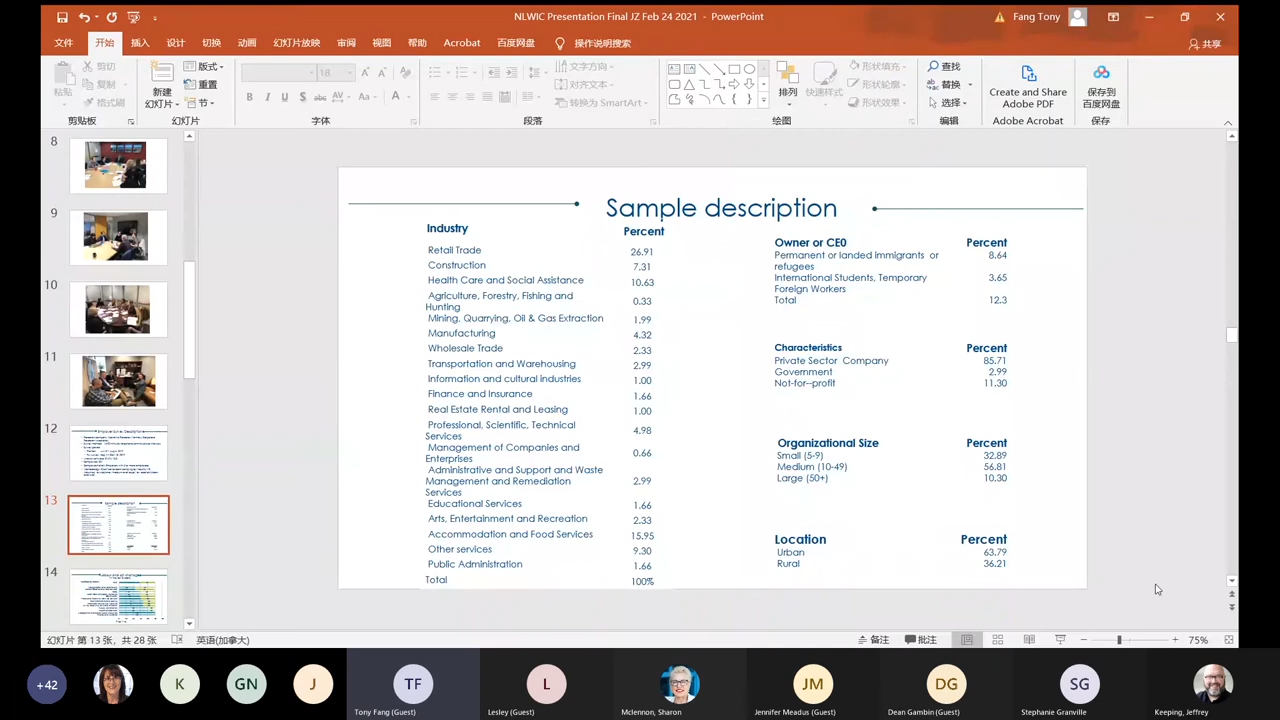 NLWIC Presentation Final JZ Feb 24 2021 - PowerPoint
Fang Tony
文件 开始 插入 设计 切换 动画 幻灯片放映 审阅 视图 帮助 Acrobat 百度网盘 操作说明搜索
共享
粘贴
剪切
复制
格式刷
剪贴板
新建
幻灯片
版式
重置
节
幻灯片
18
B I U S abc AV Aa A
字体
文字方向
对齐文本
转换为 SmartArt
段落
排列
快速样式
形状填充
形状轮廓
形状效果
绘图
查找
替换
选择
编辑
Create and Share
Adobe PDF
Adobe Acrobat
保存到
百度网盘
保存
8
9
10
11
12
13
14
Sample description
Industry Percent
Retail Trade 26.91
Construction 7.31
Health Care and Social Assistance 10.63
Agriculture, Forestry, Fishing and
Hunting 0.33
Mining, Quarrying, Oil & Gas Extraction 1.99
Manufacturing 4.32
Wholesale Trade 2.33
Transportation and Warehousing 2.99
Information and cultural industries 1.00
Finance and Insurance 1.66
Real Estate Rental and Leasing 1.00
Professional, Scientific, Technical
Services 4.98
Management of Companies and
Enterprises 0.66
Administrative and Support and Waste
Management and Remediation 2.99
Services
Educational Services 1.66
Arts, Entertainment and Recreation 2.33
Accommodation and Food Services 15.95
Other services 9.30
Public Administration 1.66
Total 100%
Owner or CE0 Percent
Permanent or landed immigrants or 8.64
refugees
International Students, Temporary 3.65
Foreign Workers
Total 12.3
Characteristics Percent
Private Sector Company 85.71
Government 2.99
Not-for--profit 11.30
Organizational Size Percent
Small (5-9) 32.89
Medium (10-49) 56.81
Large (50+) 10.30
Location Percent
Urban 63.79
Rural 36.21
幻灯片 第 13 张，共 28 张 英语(加拿大)
备注 批注 75%
+42 K GN J TF L JM DG SG
Tony Fang (Guest) Lesley (Guest) Mclennon, Sharon Jennifer Meadus (Guest) Dean Gambin (Guest) Stephanie Granville Keeping, Jeffrey